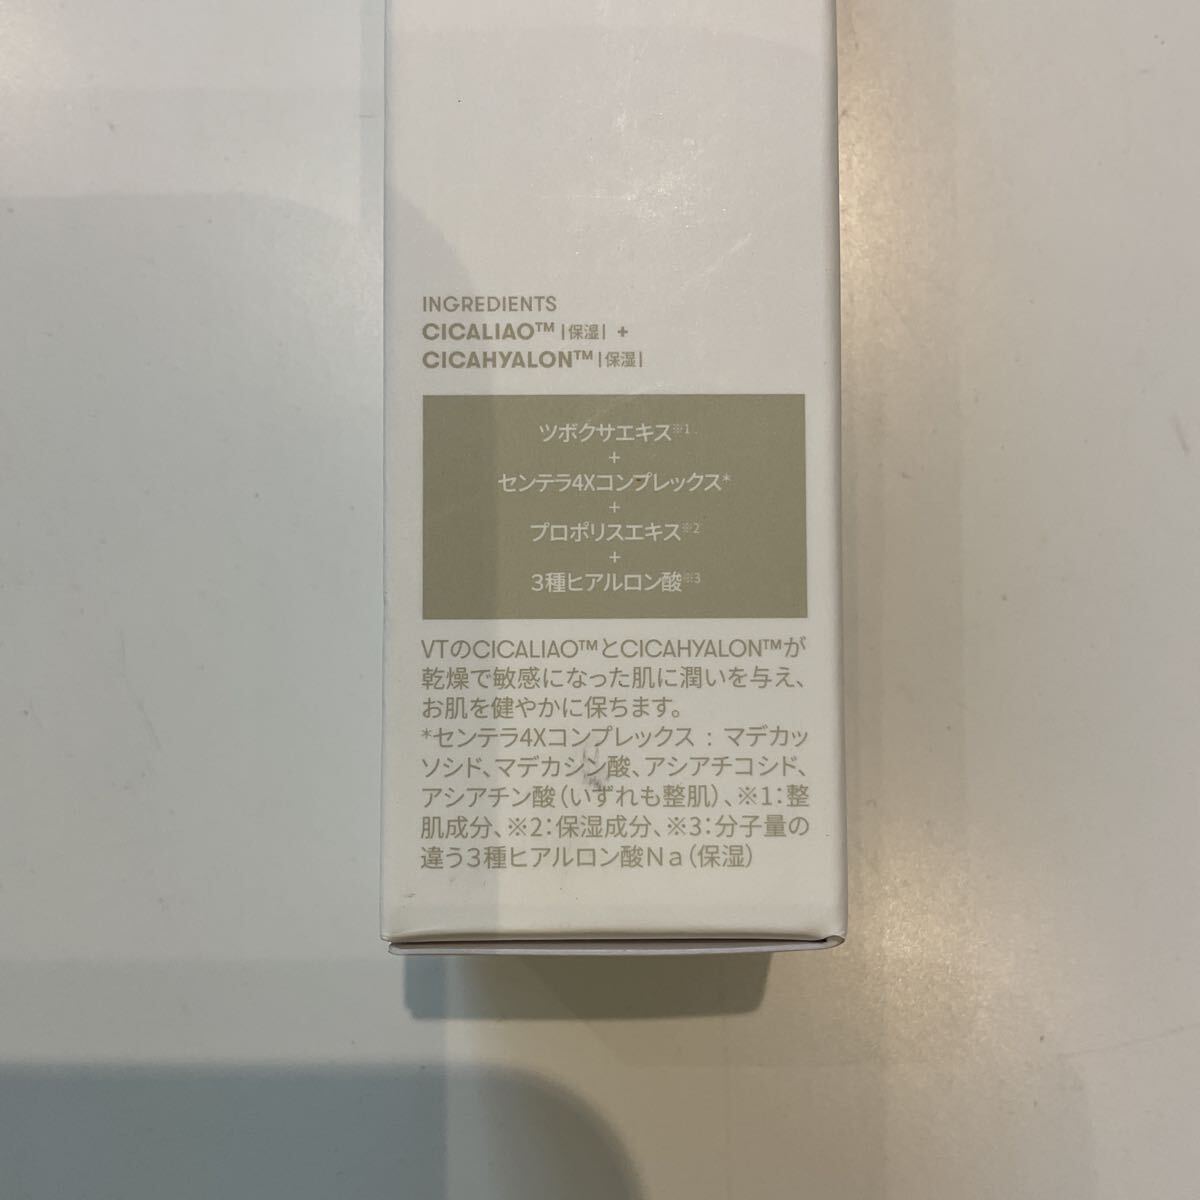 INGREDIENTS
CICALIAO™ |保湿| +
CICAHYALON™ |保湿|
ツボクサエキス※1
+
センテラ4Xコンプレックス*
+
プロポリスエキス※2
+
3種ヒアルロン酸※3
VTのCICALIAO™とCICAHYALON™が
乾燥で敏感になった肌に潤いを与え、
お肌を健やかに保ちます。
*センテラ4Xコンプレックス : マデカッ
ソシド、マデカシン酸、アシアチコシド、
アシアチン酸(いずれも整肌)、※1:整
肌成分、※2:保湿成分、※3:分子量の
違う3種ヒアルロン酸Na(保湿)